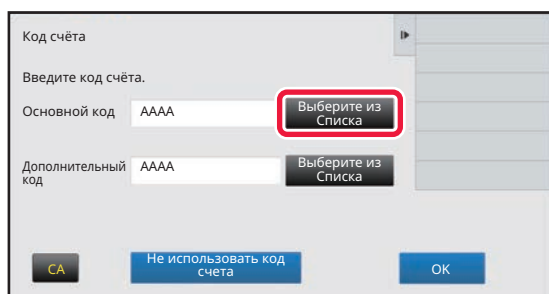 Код счёта
Введите код счёта.
Основной код
AAAA
Выберите из
Списка
Дополнительный
код
AAAA
Выберите из
Списка
CA
Не использовать код
счета
OK